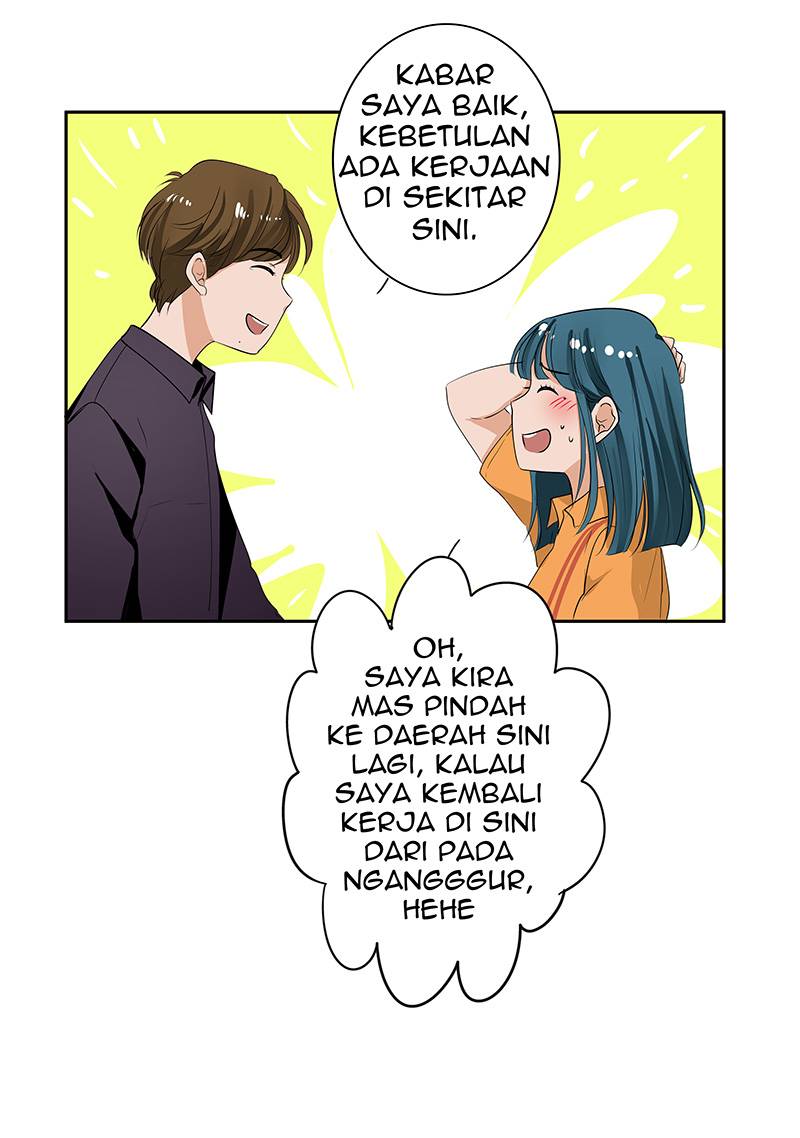 KABAR
SAYA BAIK,
KEBETULAN
ADA KERJAAN
DI SEKITAR
SINI.
OH,
SAYA KIRA
MAS PINDAH
KE DAERAH SINI
LAGI, KALAU
SAYA KEMBALI
KERJA DI SINI
DARI PADA
NGANGGGUR,
HEHE